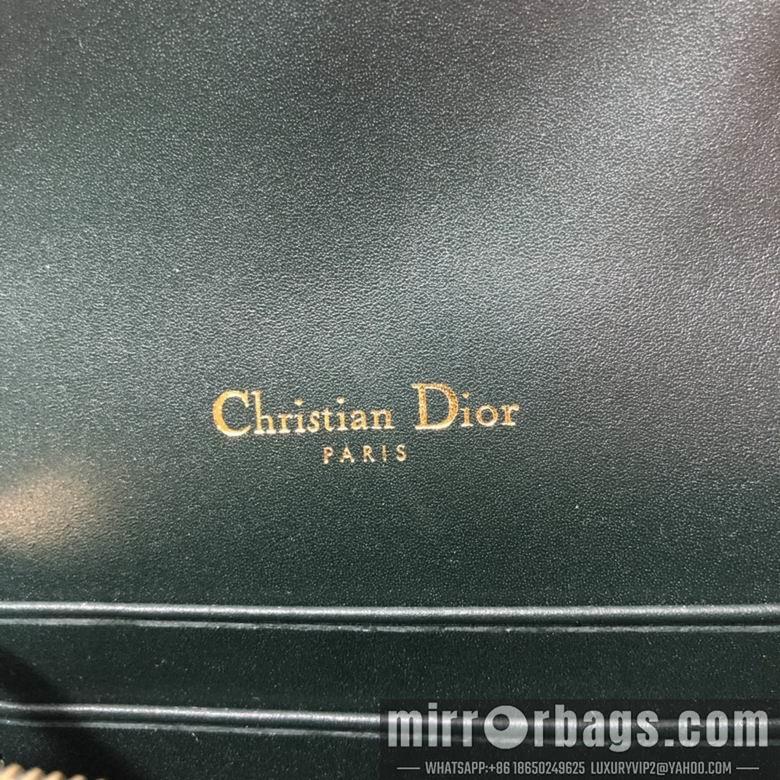 Christian Dior
PARIS
mirrorbags.com
WHATSAPP:+86 18650249625 LUXURYVIP2@YAHOO.COM